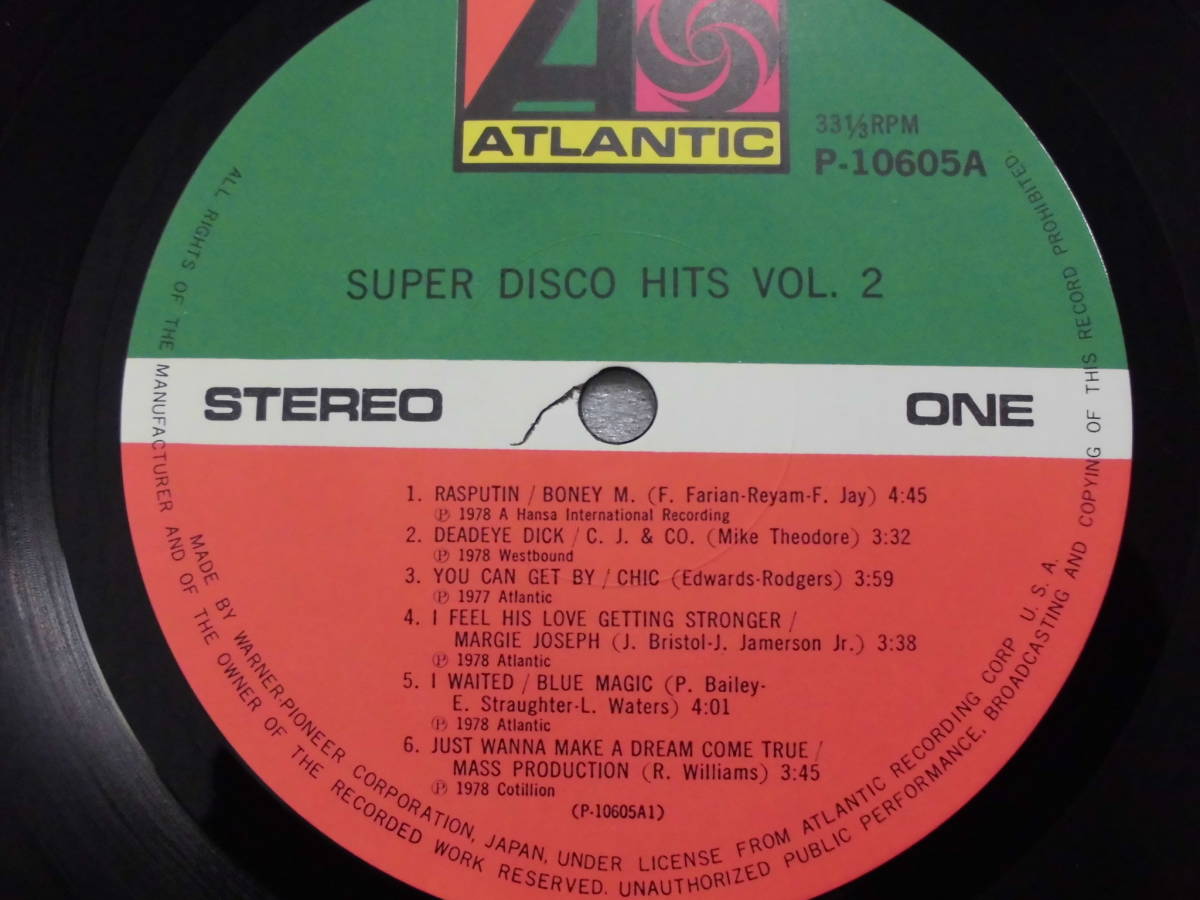 ATLANTIC
33⅓RPM
P-10605A
SUPER DISCO HITS VOL. 2
STEREO
ONE
1. RASPUTIN / BONEY M. (F. Farian-Reyam-F. Jay) 4:45
Ⓟ 1978 A Hansa International Recording
2. DEADEYE DICK / C. J. & CO. (Mike Theodore) 3:32
Ⓟ 1978 Westbound
3. YOU CAN GET BY / CHIC (Edwards-Rodgers) 3:59
Ⓟ 1977 Atlantic
4. I FEEL HIS LOVE GETTING STRONGER /
MARGIE JOSEPH (J. Bristol-J. Jamerson Jr.) 3:38
Ⓟ 1978 Atlantic
5. I WAITED / BLUE MAGIC (P. Bailey-
E. Straughter-L. Waters) 4:01
Ⓟ 1978 Atlantic
6. JUST WANNA MAKE A DREAM COME TRUE /
MASS PRODUCTION (R. Williams) 3:45
Ⓟ 1978 Cotillion
(P-10605A1)
MADE BY WARNER-PIONEER CORPORATION, JAPAN, UNDER LICENSE FROM ATLANTIC RECORDING CORP. U. S. A.
ALL RIGHTS OF THE MANUFACTURER AND OF THE OWNER OF THE RECORDED WORK RESERVED. UNAUTHORIZED PUBLIC PERFORMANCE, BROADCASTING AND COPYING OF THIS RECORD PROHIBITED.